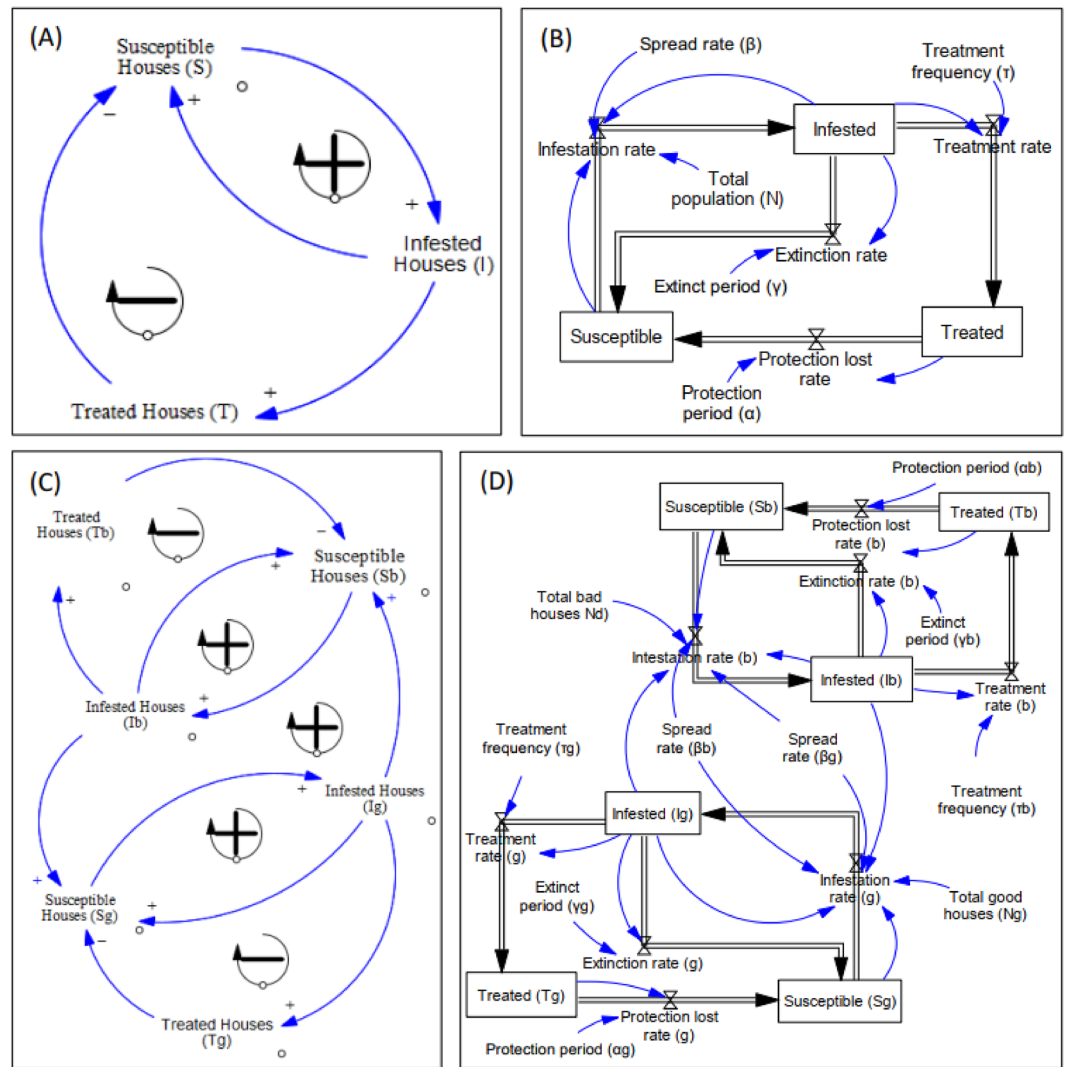 (A)
Susceptible
Houses (S)
+
−
+
+
−
+
Infested
Houses (I)
+
Treated Houses (T)
(B)
Spread rate (β)
Treatment
frequency (τ)
Infested
Infestation rate
Treatment rate
Total
population (N)
Extinction rate
Extinct period (γ)
Susceptible
Treated
Protection lost
rate
Protection
period (α)
(C)
Treated
Houses (Tb)
−
−
Susceptible
Houses (Sb)
+
+
+
+
+
Infested Houses
(Ib)
+
Infested Houses
(Ig)
+
+
+
Susceptible
Houses (Sg)
+
−
−
+
Treated Houses
(Tg)
(D)
Protection period (αb)
Susceptible (Sb)
Treated (Tb)
Protection lost
rate (b)
Extinction rate (b)
Total bad
houses Nd)
Extinct
period (γb)
Intestation rate (b)
Infested (Ib)
Treatment
rate (b)
Spread
rate (βb)
Spread
rate (βg)
Treatment
frequency (τg)
Treatment
frequency (τb)
Infested (Ig)
Treatment
rate (g)
Extinct
period (γg)
Infestation
rate (g)
Total good
houses (Ng)
Extinction rate (g)
Treated (Tg)
Susceptible (Sg)
Protection lost
rate (g)
Protection period (αg)